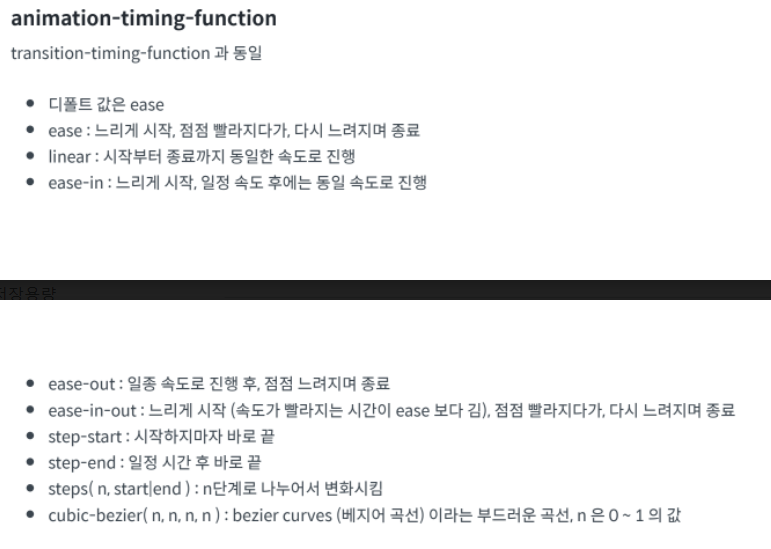 animation-timing-function
transition-timing-function 과 동일
디폴트 값은 ease
ease : 느리게 시작, 점점 빨라지다가, 다시 느려지며 종료
linear : 시작부터 종료까지 동일한 속도로 진행
ease-in : 느리게 시작, 일정 속도 후에는 동일 속도로 진행
저장용량
ease-out : 일종 속도로 진행 후, 점점 느려지며 종료
ease-in-out : 느리게 시작 (속도가 빨라지는 시간이 ease 보다 김), 점점 빨라지다가, 다시 느려지며 종료
step-start : 시작하지마자 바로 끝
step-end : 일정 시간 후 바로 끝
steps( n, start|end ) : n단계로 나누어서 변화시킴
cubic-bezier( n, n, n, n ) : bezier curves (베지어 곡선) 이라는 부드러운 곡선, n 은 0 ~ 1 의 값